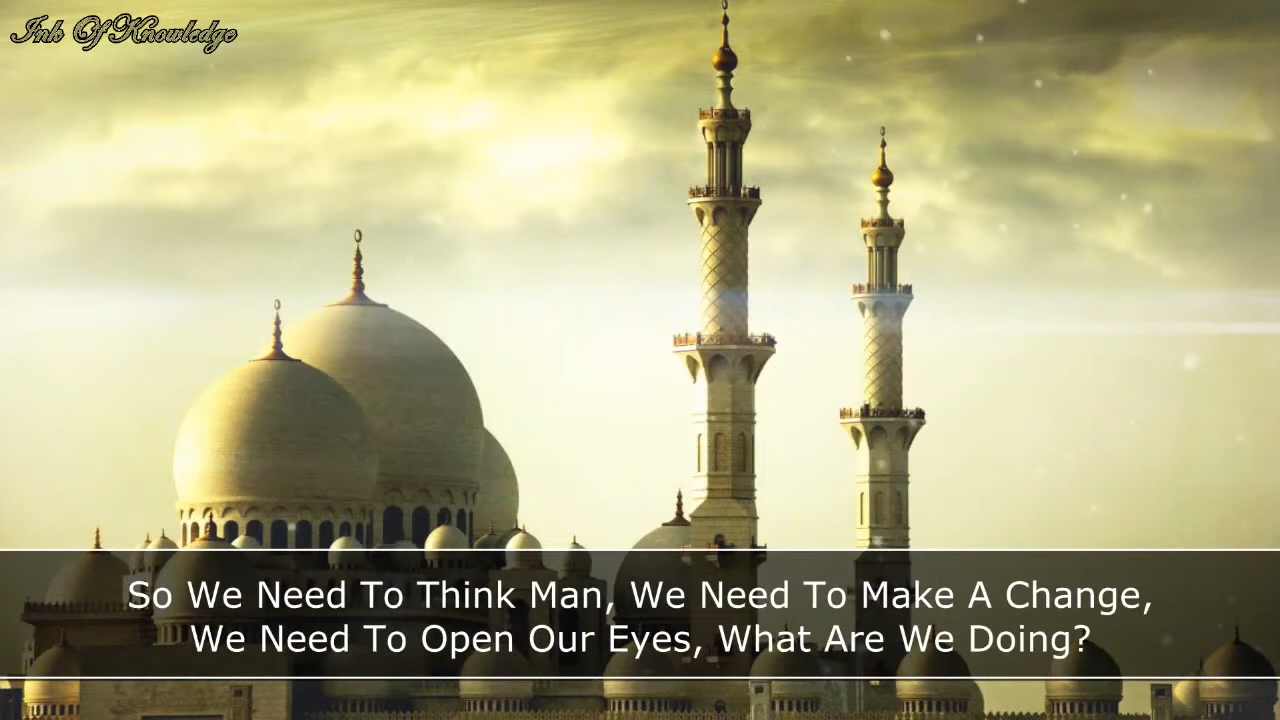 Ink Of Knowledge
So We Need To Think Man, We Need To Make A Change,
We Need To Open Our Eyes, What Are We Doing?